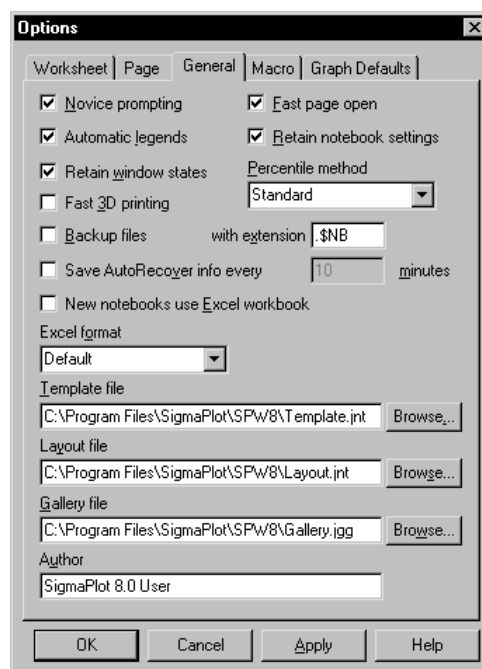 Options
Worksheet Page General Macro Graph Defaults
Novice prompting Fast page open
Automatic legends Retain notebook settings
Retain window states Percentile method
Fast 3D printing Standard
Backup files with extension .$NB
Save AutoRecover info every 10 minutes
New notebooks use Excel workbook
Excel format
Default
Template file
C:\Program Files\SigmaPlot\SPW8\Template.jnt Browse...
Layout file
C:\Program Files\SigmaPlot\SPW8\Layout.jnt Browse...
Gallery file
C:\Program Files\SigmaPlot\SPW8\Gallery.jgg Browse...
Author
SigmaPlot 8.0 User
OK Cancel Apply Help